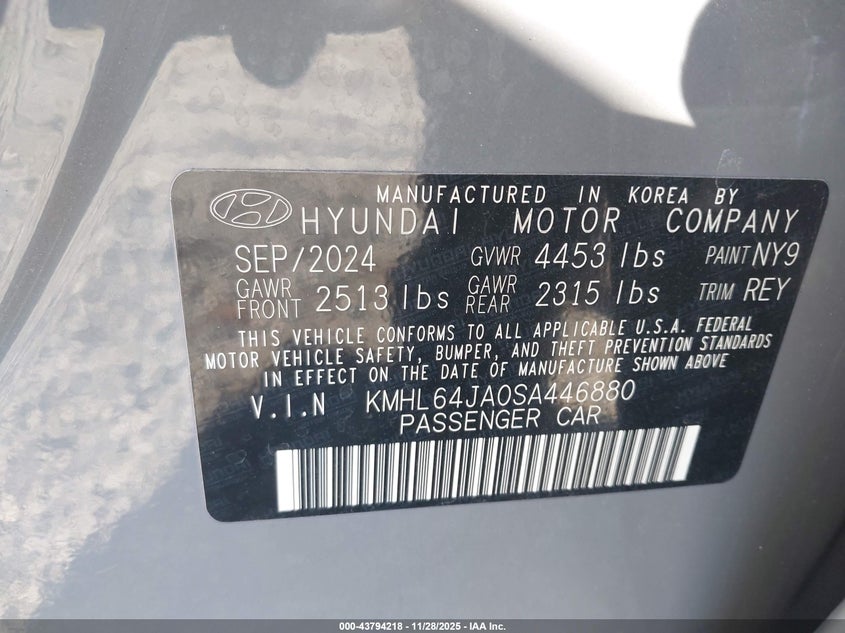 MANUFACTURED IN KOREA BY
HYUNDAI MOTOR COMPANY
SEP/2024 GVWR 4453 lbs PAINT NY9
GAWR FRONT 2513 lbs GAWR REAR 2315 lbs TRIM REY
THIS VEHICLE CONFORMS TO ALL APPLICABLE U.S.A. FEDERAL
MOTOR VEHICLE SAFETY, BUMPER, AND THEFT PREVENTION STANDARDS
IN EFFECT ON THE DATE OF MANUFACTURE SHOWN ABOVE
V.I.N KMHL64JA0SA446880
PASSENGER CAR
000-43794218 - 11/28/2025 - IAA Inc.